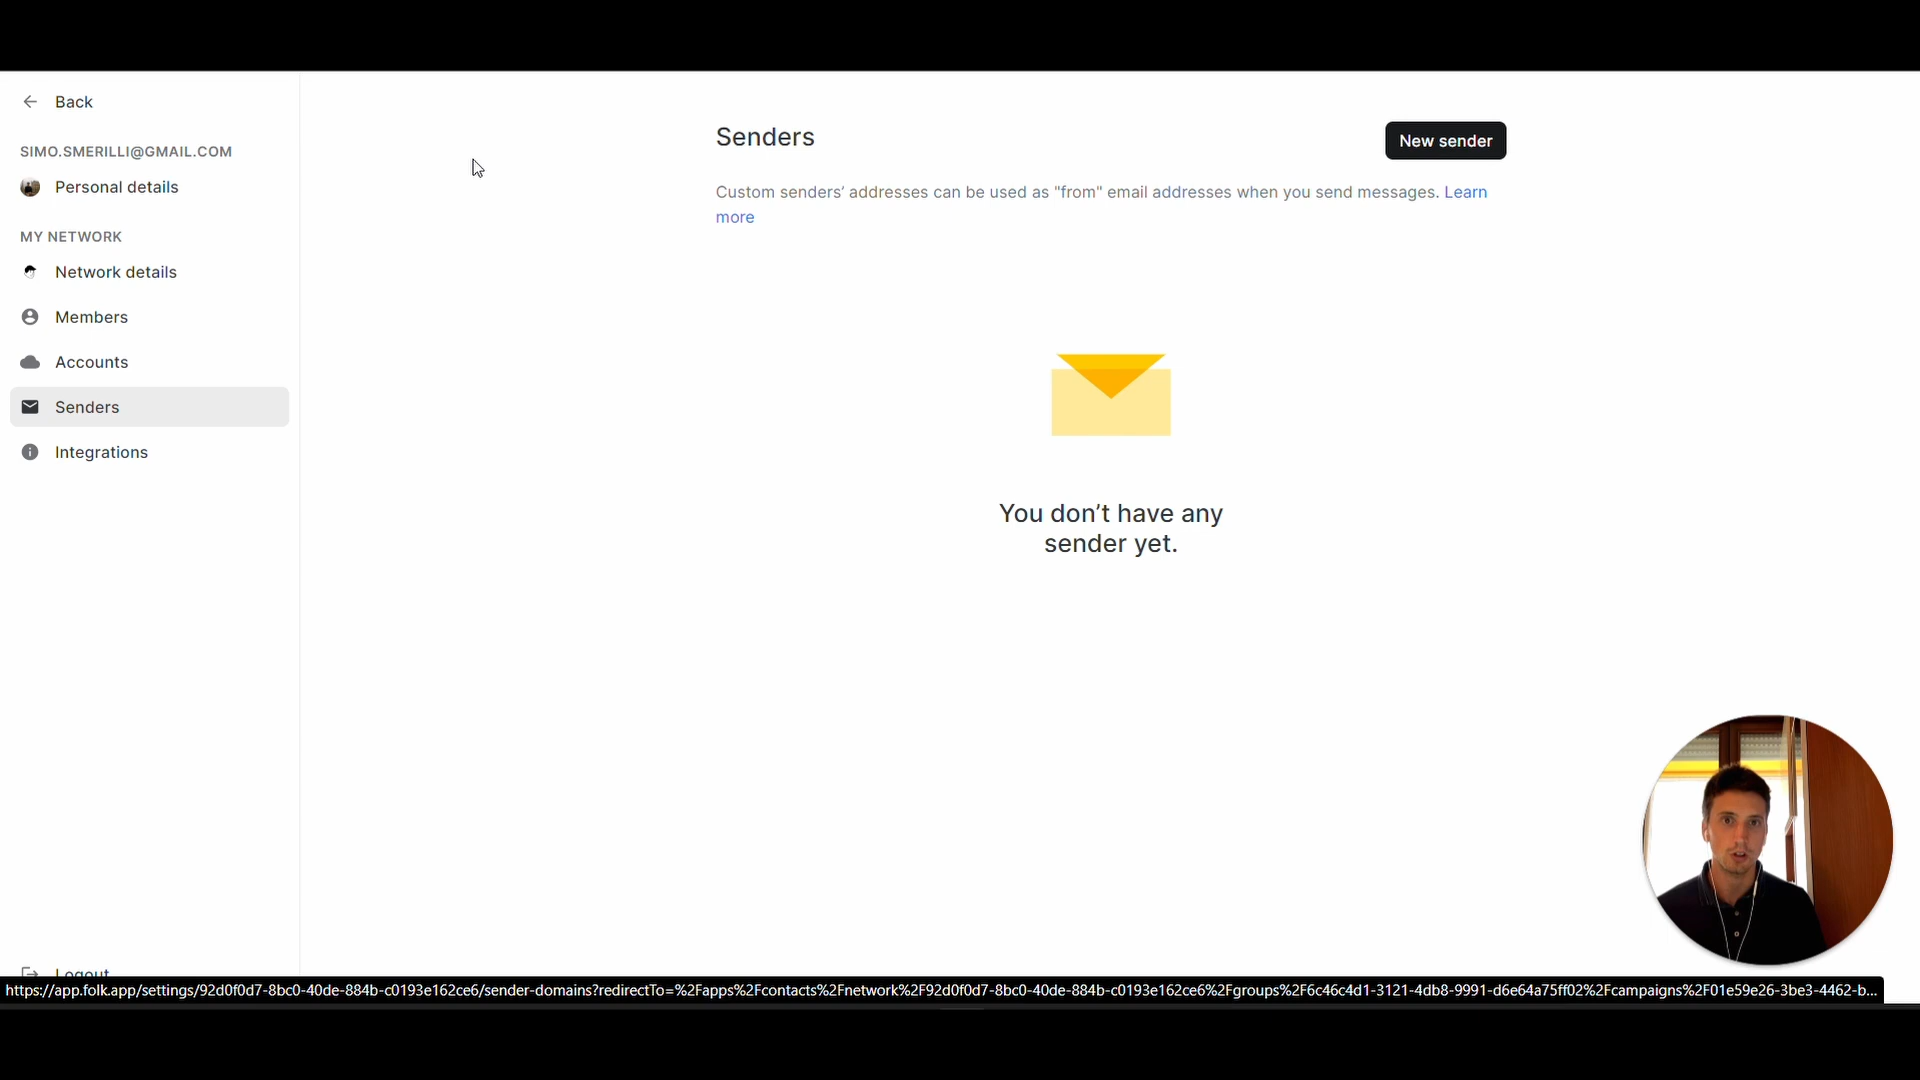 Back
SIMO.SMERILLI@GMAIL.COM
Personal details
MY NETWORK
Network details
Members
Accounts
Senders
Integrations
Logout
Senders
New sender
Custom senders’ addresses can be used as "from" email addresses when you send messages. Learn
more
You don’t have any
sender yet.
https://app.folk.app/settings/92d0f0d7-8bc0-40de-884b-c0193e162ce6/sender-domains?redirectTo=%2Fapps%2Fcontacts%2Fnetwork%2F92d0f0d7-8bc0-40de-884b-c0193e162ce6%2Fgroups%2F6c46c4d1-3121-4db8-9991-d6e64a75ff02%2Fcampaigns%2F01e59e26-3be3-4462-b...